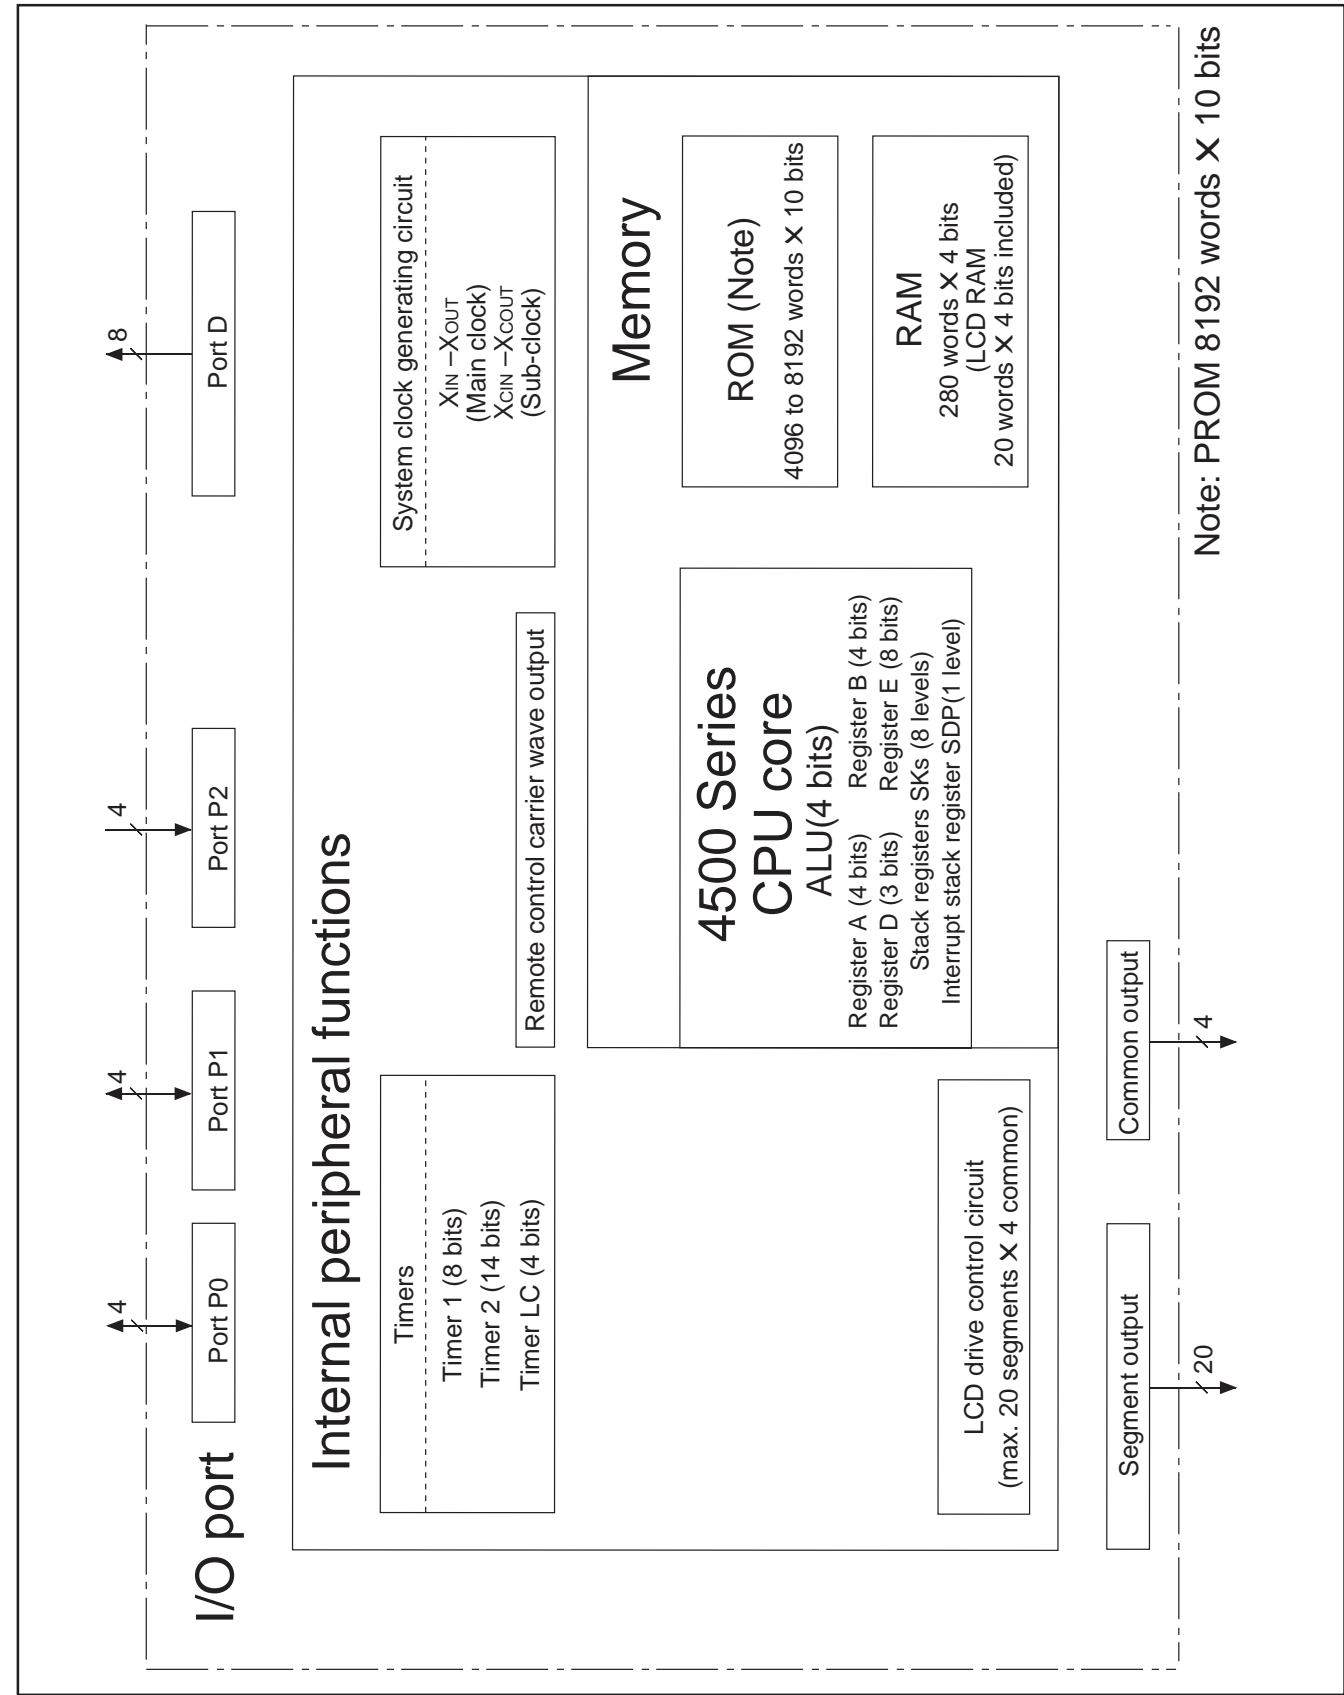 I/O port
4
Port P0
4
Port P1
4
Port P2
8
Port D
Internal peripheral functions
Timers
Timer 1 (8 bits)
Timer 2 (14 bits)
Timer LC (4 bits)
Remote control carrier wave output
System clock generating circuit
XIN –XOUT
(Main clock)
XCIN –XCOUT
(Sub-clock)
LCD drive control circuit
(max. 20 segments X 4 common)
4500 Series
CPU core
ALU(4 bits)
Register A (4 bits) Register B (4 bits)
Register D (3 bits) Register E (8 bits)
Stack registers SKs (8 levels)
Interrupt stack register SDP(1 level)
Memory
ROM (Note)
4096 to 8192 words X 10 bits
RAM
280 words X 4 bits
(LCD RAM
20 words X 4 bits included)
Segment output
20
Common output
4
Note: PROM 8192 words X 10 bits